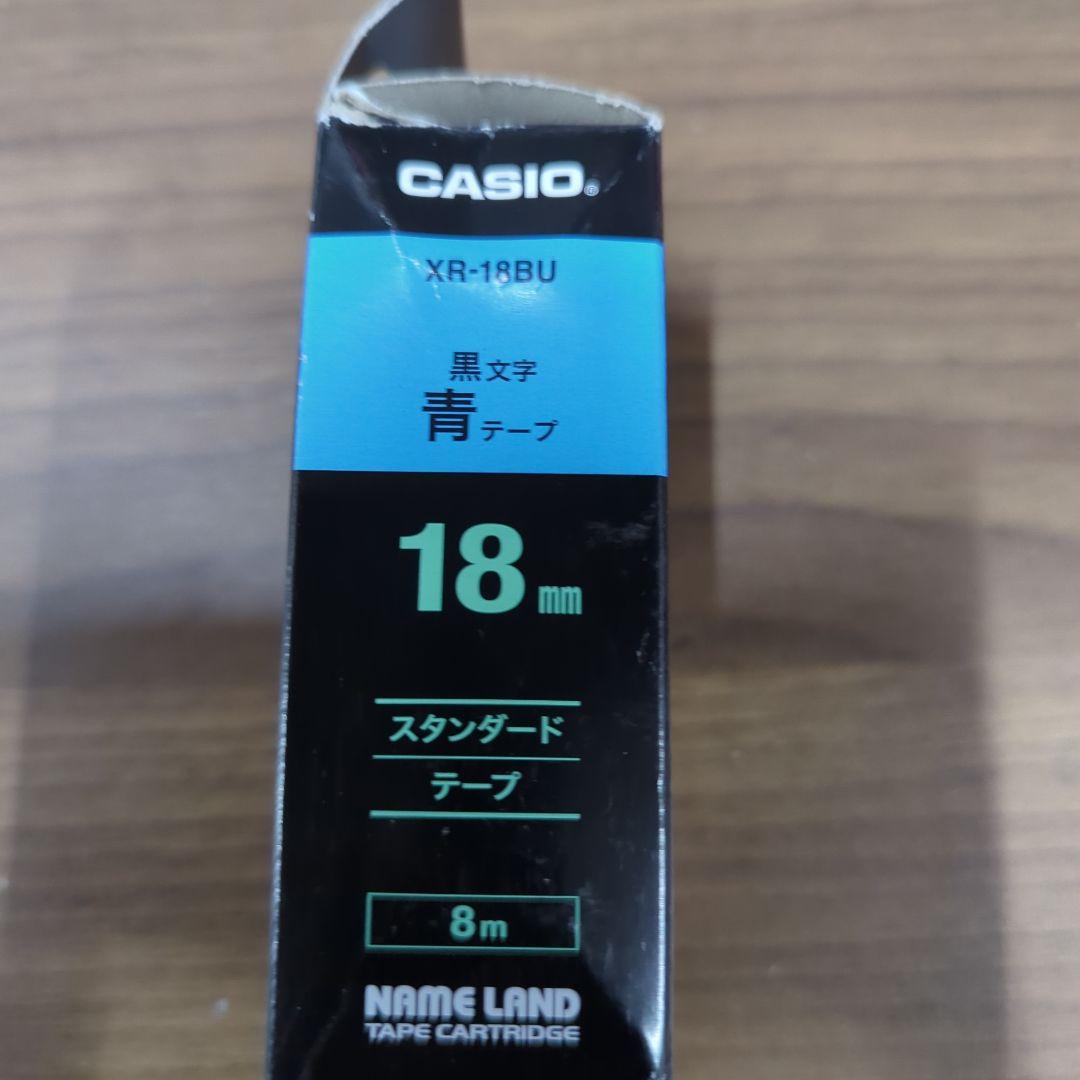 CASIO®
XR-18BU
黒文字
青テープ
18mm
スタンダード
テープ
8m
NAME LAND
TAPE CARTRIDGE